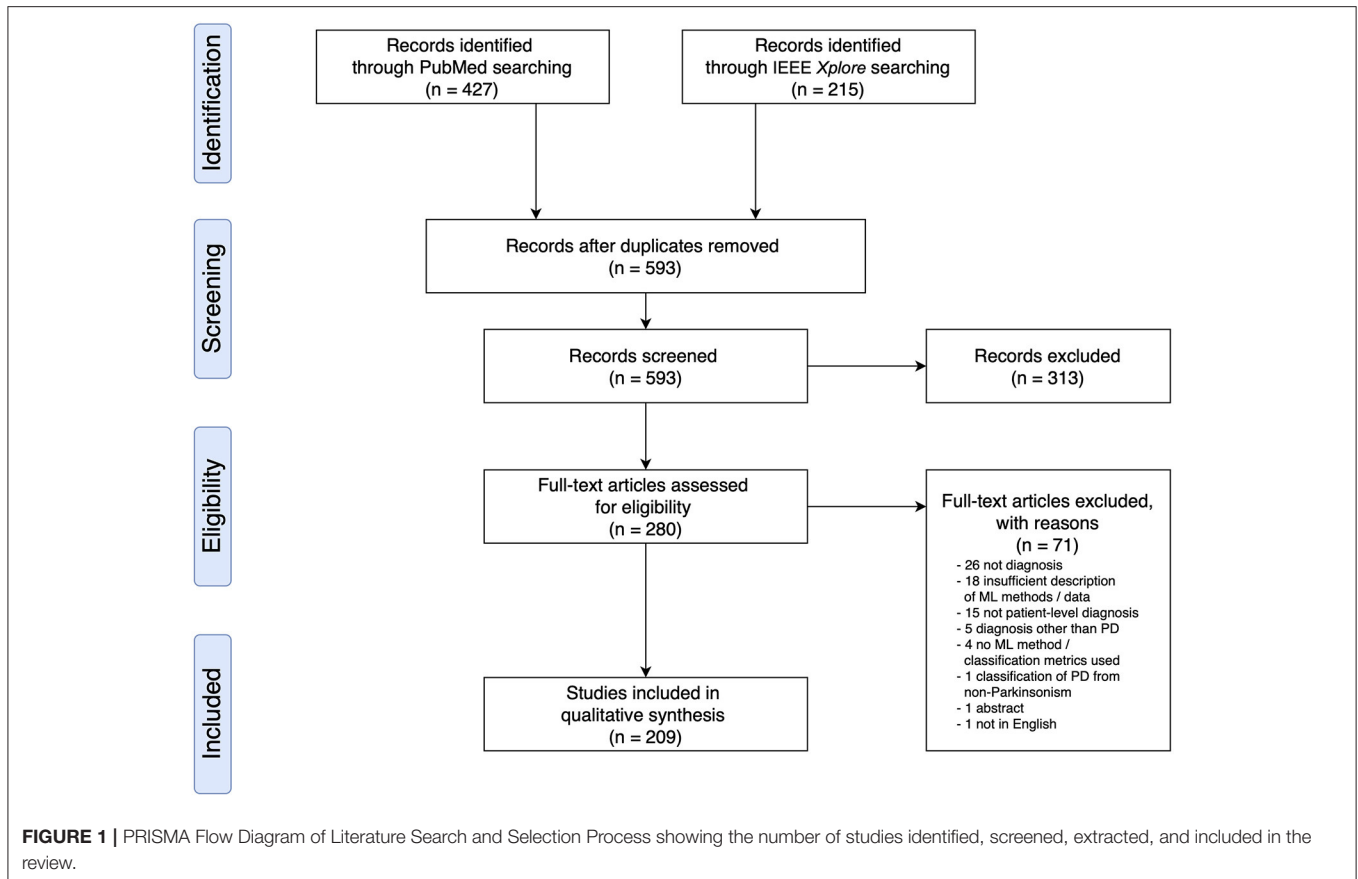 Identification
Records identified
through PubMed searching
(n = 427)
Records identified
through IEEE Xplore searching
(n = 215)
Screening
Records after duplicates removed
(n = 593)
Records screened
(n = 593)
Records excluded
(n = 313)
Eligibility
Full-text articles assessed
for eligibility
(n = 280)
Full-text articles excluded,
with reasons
(n = 71)
- 26 not diagnosis
- 18 insufficient description
of ML methods / data
- 15 not patient-level diagnosis
- 5 diagnosis other than PD
- 4 no ML method /
classification metrics used
- 1 classification of PD from
non-Parkinsonism
- 1 abstract
- 1 not in English
Included
Studies included in
qualitative synthesis
(n = 209)
FIGURE 1 | PRISMA Flow Diagram of Literature Search and Selection Process showing the number of studies identified, screened, extracted, and included in the
review.